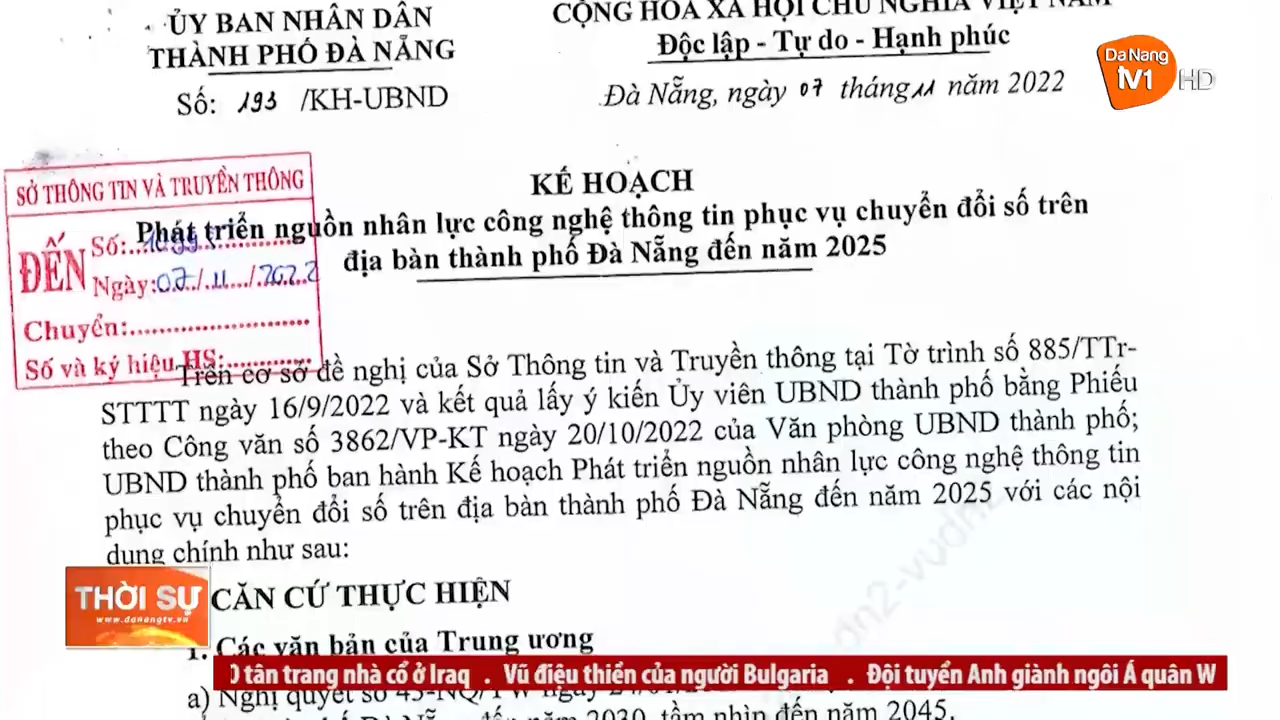 ỦY BAN NHÂN DÂN
THÀNH PHỐ ĐÀ NẴNG
Số: 193 /KH-UBND
CỘNG HÒA XÃ HỘI CHỦ NGHĨA VIỆT NAM
Độc lập - Tự do - Hạnh phúc
Đà Nẵng, ngày 07 tháng 11 năm 2022
Da Nang
TV1 HD
SỞ THÔNG TIN VÀ TRUYỀN THÔNG
ĐẾN
Số:
Ngày: 07/11/2022
Chuyển:
Số và ký hiệu HS:
KẾ HOẠCH
Phát triển nguồn nhân lực công nghệ thông tin phục vụ chuyển đổi số trên
địa bàn thành phố Đà Nẵng đến năm 2025
Trên cơ sở đề nghị của Sở Thông tin và Truyền thông tại Tờ trình số 885/TTr-
STTTT ngày 16/9/2022 và kết quả lấy ý kiến Ủy viên UBND thành phố bằng Phiếu
theo Công văn số 3862/VP-KT ngày 20/10/2022 của Văn phòng UBND thành phố;
UBND thành phố ban hành Kế hoạch Phát triển nguồn nhân lực công nghệ thông tin
phục vụ chuyển đổi số trên địa bàn thành phố Đà Nẵng đến năm 2025 với các nội
dung chính như sau:
CĂN CỨ THỰC HIỆN
1. Các văn bản của Trung ương
a) Nghị quyết số 43-NQ/TW ngày
đến năm 2030, tầm nhìn đến năm 2045.
THỜI SỰ
www.danangtv.vn
tân trang nhà cổ ở Iraq . Vũ điệu thiền của người Bulgaria . Đội tuyển Anh giành ngôi Á quân W